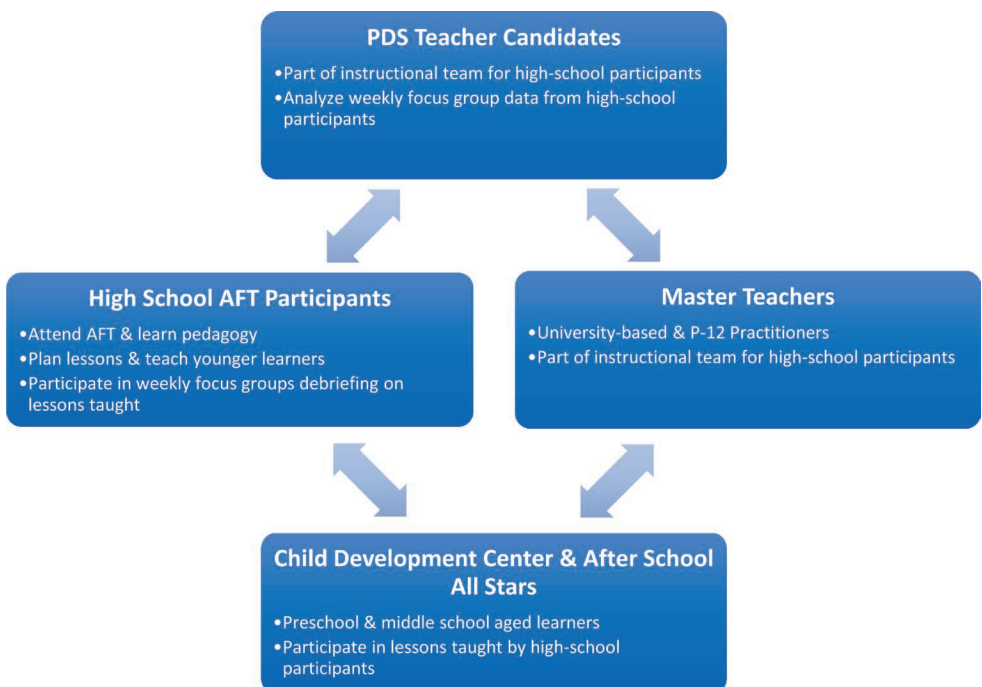 PDS Teacher Candidates
•Part of instructional team for high-school participants
•Analyze weekly focus group data from high-school
participants
High School AFT Participants
•Attend AFT & learn pedagogy
•Plan lessons & teach younger learners
•Participate in weekly focus groups debriefing on
lessons taught
Master Teachers
•University-based & P-12 Practitioners
•Part of instructional team for high-school participants
Child Development Center & After School
All Stars
•Preschool & middle school aged learners
•Participate in lessons taught by high-school
participants